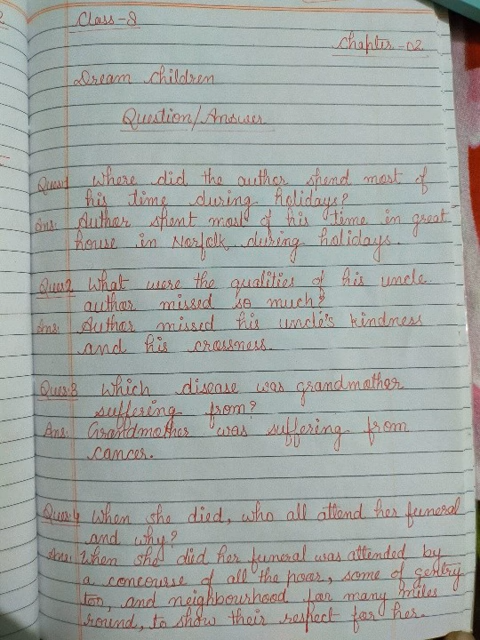 Class-8
Chapter-02
Dream Children
Question/Answer
Ques1 Where did the author spend most of
his time during holidays?
Ans: Author spent most of his time in great
house in Norfolk during holidays.
Ques2 What were the qualities of his uncle
author missed so much?
Ans: Author missed his uncle's kindness
and his crossness.
Ques:3 Which disease was grandmother
suffering from?
Ans: Grandmother was suffering from
cancer.
Ques4 When she died, who all attend her funeral
and why?
Ans: When she died her funeral was attended by
a concourse of all the poor, some of gentry
too, and neighbourhood for many miles
round, to show their respect for her.